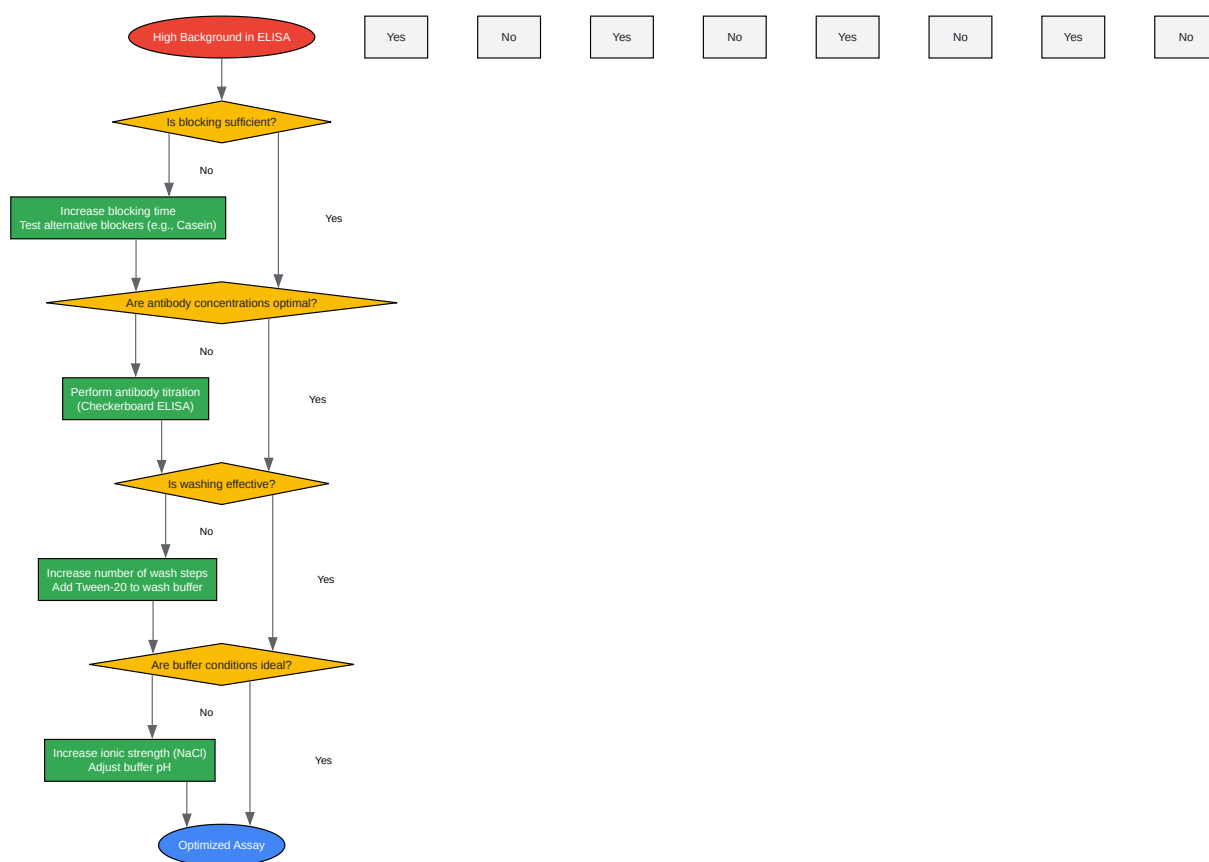 High Background in ELISA
Yes
No
Yes
No
Yes
No
Yes
No
Is blocking sufficient?
No
Increase blocking time
Test alternative blockers (e.g., Casein)
Yes
Are antibody concentrations optimal?
No
Perform antibody titration
(Checkerboard ELISA)
Yes
Is washing effective?
No
Increase number of wash steps
Add Tween-20 to wash buffer
Yes
Are buffer conditions ideal?
No
Increase ionic strength (NaCl)
Adjust buffer pH
Yes
Optimized Assay